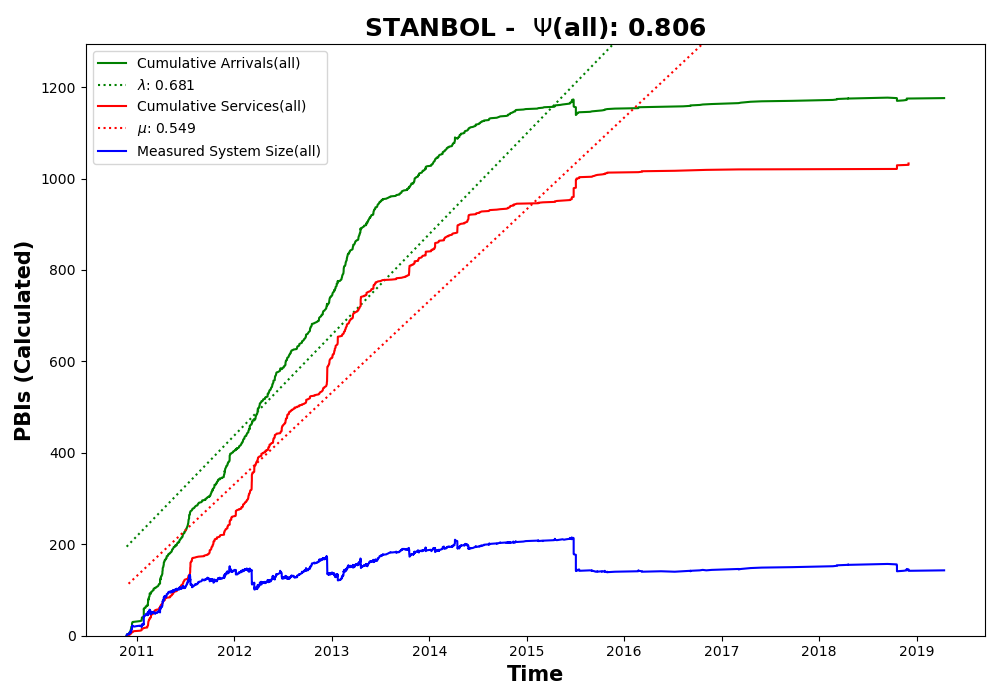 STANBOL -  Ψ(all): 0.806
Cumulative Arrivals(all)
λ: 0.681
Cumulative Services(all)
μ: 0.549
Measured System Size(all)
PBIs (Calculated)
1200
1000
800
600
400
200
0
2011 2012 2013 2014 2015 2016 2017 2018 2019
Time